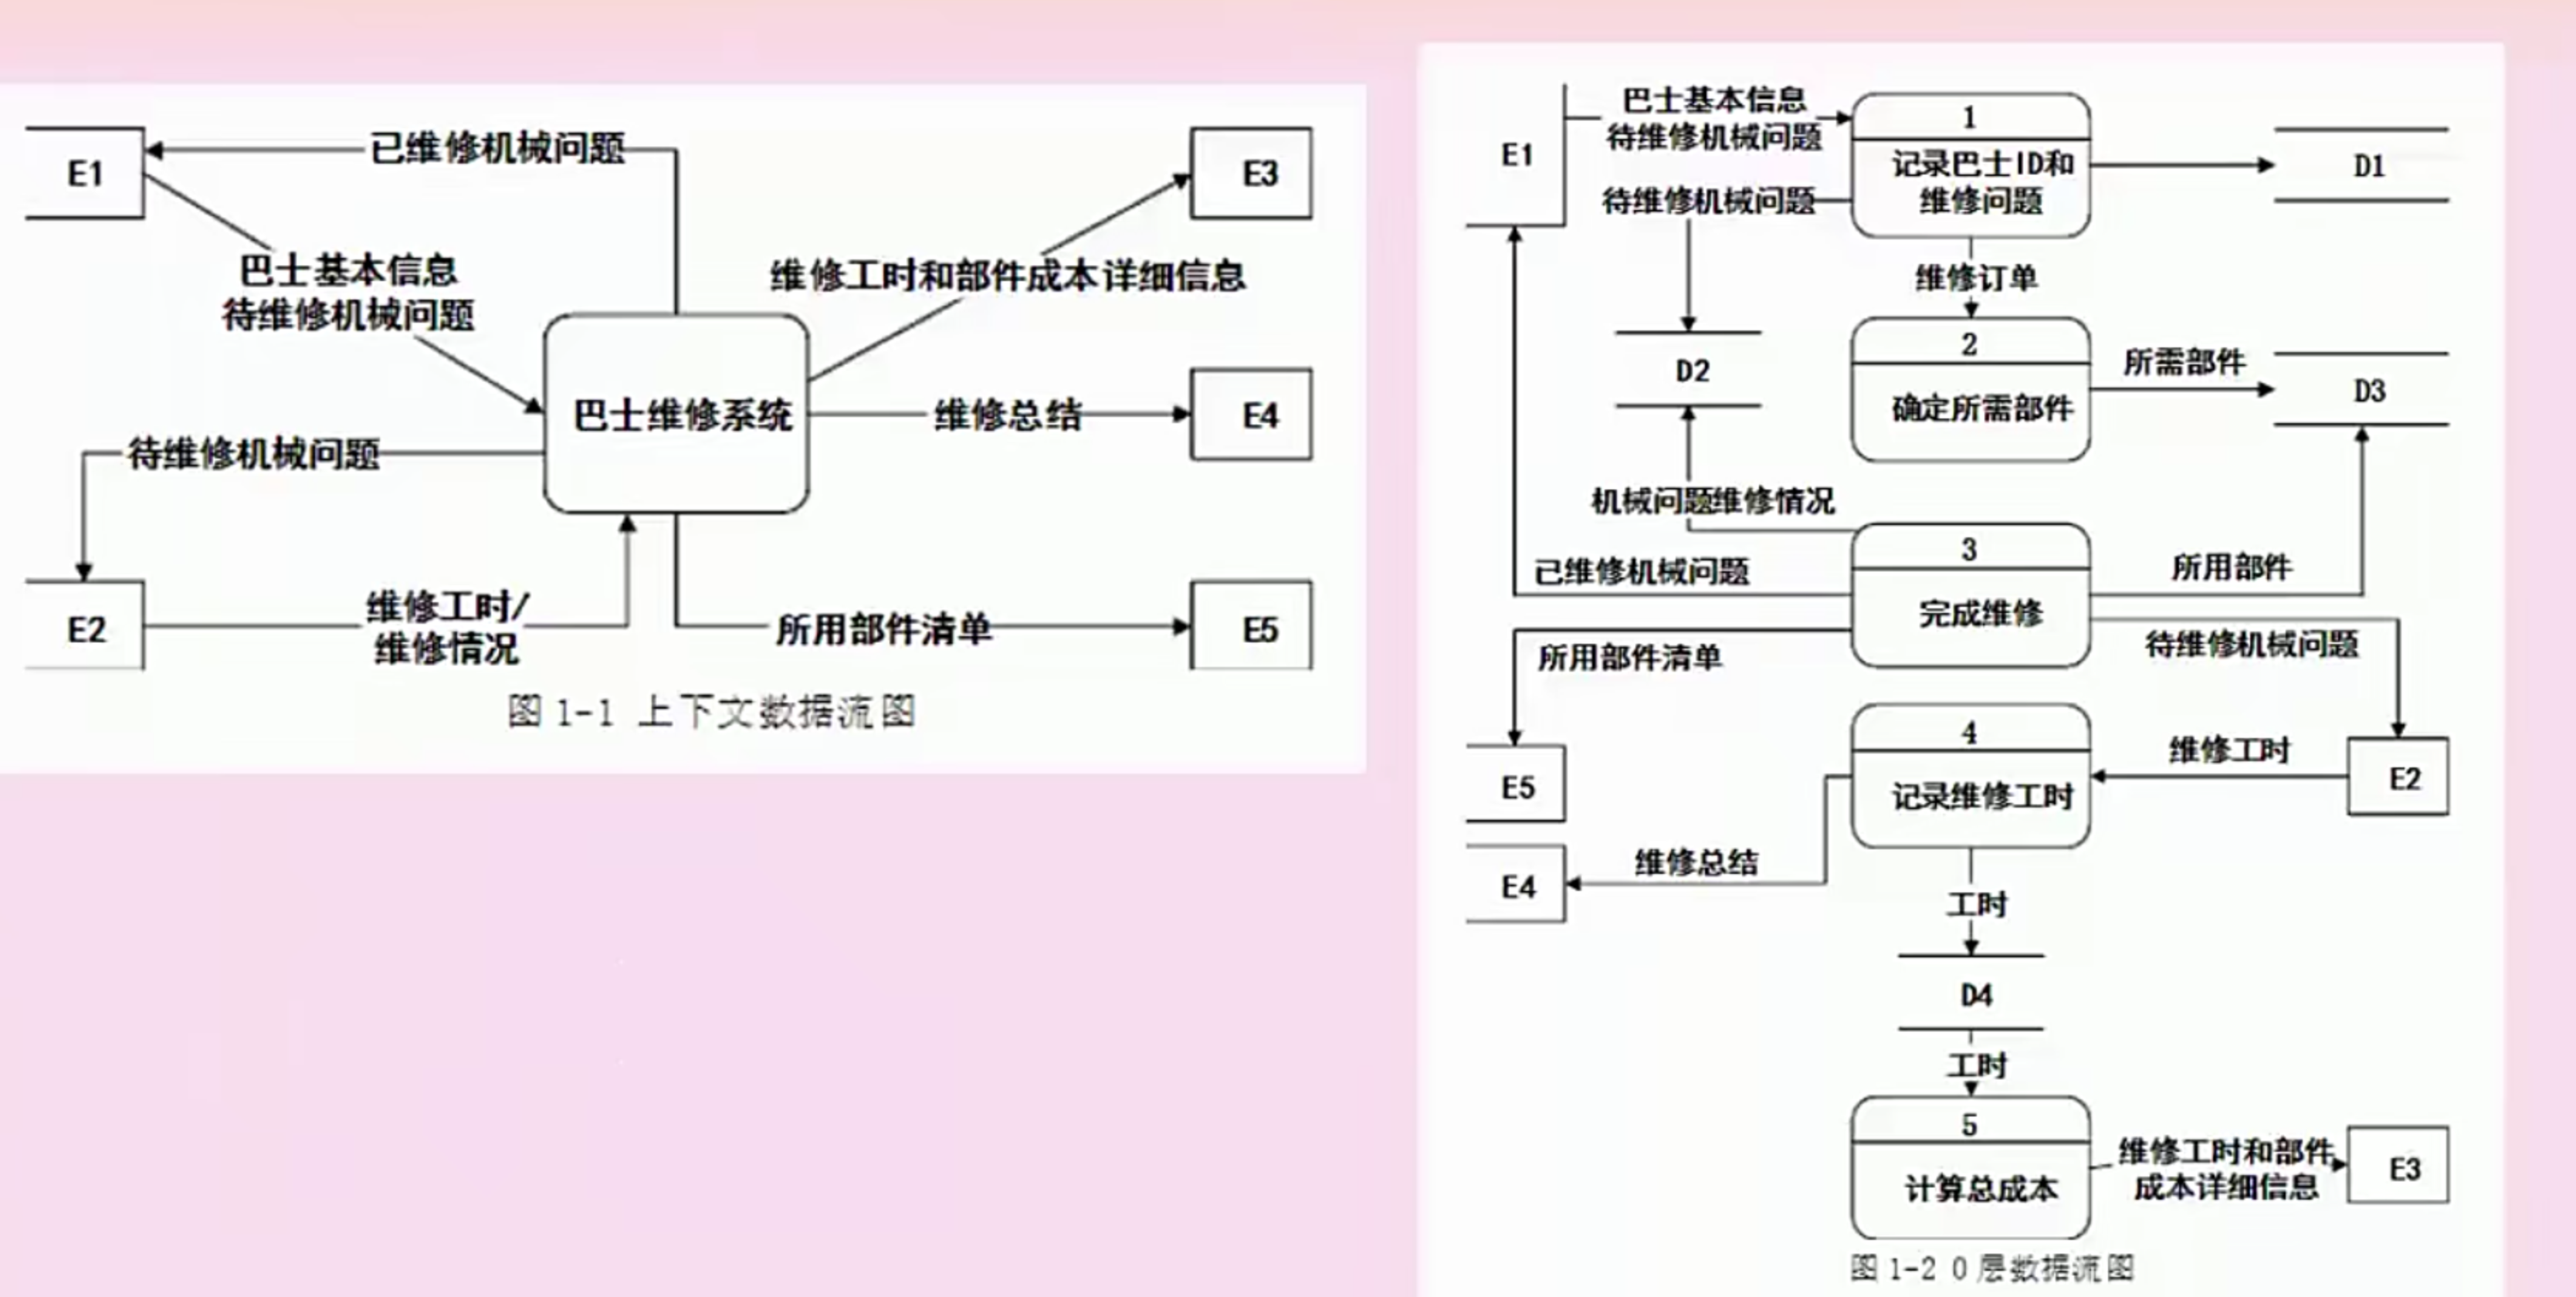 E1
已维修机械问题
E3
巴士基本信息
待维修机械问题
维修工时和部件成本详细信息
巴士维修系统
维修总结
E4
待维修机械问题
E2
维修工时/
维修情况
所用部件清单
E5
图 1-1 上下文数据流图
E1
巴士基本信息
待维修机械问题
1
记录巴士ID和
维修问题
D1
待维修机械问题
维修订单
D2
2
确定所需部件
所需部件
D3
机械问题维修情况
3
完成维修
已维修机械问题
所用部件
所用部件清单
待维修机械问题
E5
4
记录维修工时
维修工时
E2
E4
维修总结
工时
D4
工时
5
计算总成本
维修工时和部件
成本详细信息
E3
图 1-2 0 层数据流图